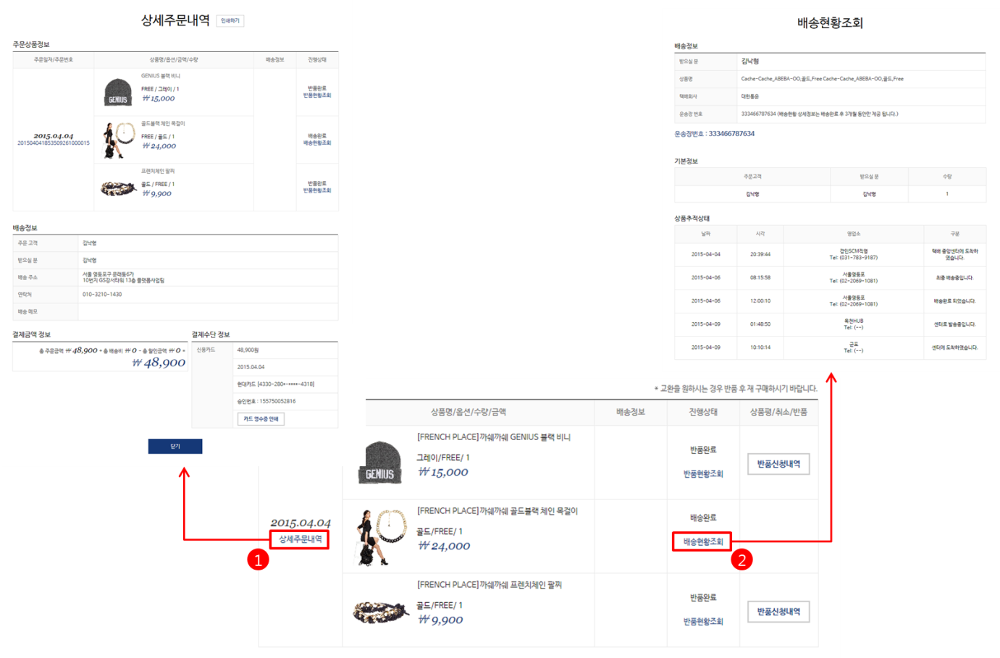 상세주문내역
인쇄하기
주문상품정보
주문일자/주문번호
상품명/옵션/금액/수량
배송정보
진행상태
2015.04.04
201504041853509261000015
GENIUS
GENIUS 블랙 비니
FREE / 그레이 / 1
₩15,000
반품완료
반품현황조회
골드블랙 체인 목걸이
FREE / 골드 / 1
₩24,000
배송완료
배송현황조회
프렌치체인 팔찌
골드 / FREE / 1
₩9,900
반품완료
반품현황조회
배송정보
주문 고객
김낙형
받으실 분
김낙형
배송 주소
서울 영등포구 문래동6가
10번지 GS강서타워 13층 플랫폼사업팀
연락처
010-3210-1430
배송 메모
결제금액 정보
총 주문금액 ₩48,900 + 총 배송비 ₩0 - 총 할인금액 ₩0 =
₩48,900
결제수단 정보
신용카드
48,900원
2015.04.04
현대카드 [4330-280*-****-4318]
승인번호 : 155750052816
카드 영수증 인쇄
닫기
배송현황조회
배송정보
받으실 분
김낙형
상품명
Cache-Cache_ABEBA-OO,골드,Free Cache-Cache_ABEBA-OO,골드,Free
택배회사
대한통운
운송장 번호
333466787634 (배송현황 상세정보는 배송완료 후 3개월 동안만 제공 됩니다.)
운송장번호 : 333466787634
기본정보
주문고객
받으실 분
수량
김낙형
김낙형
1
상품추적상태
날짜
시각
영업소
구분
2015-04-04
20:39:44
경인SCM직영
Tel: (031-783-9187)
택배 중앙센터에 도착하
였습니다.
2015-04-06
08:15:58
서울영등포
Tel: (02-2069-1081)
최종 배송중입니다.
2015-04-06
12:00:10
서울영등포
Tel: (02-2069-1081)
배송완료 되었습니다.
2015-04-09
01:48:50
옥천HUB
Tel: (--)
센터로 발송중입니다.
2015-04-09
10:10:14
군포
Tel: (--)
센터에 도착하였습니다.
* 교환을 원하시는 경우 반품 후 재 구매하시기 바랍니다.
상품명/옵션/수량/금액
배송정보
진행상태
상품평/취소/반품
2015.04.04
상세주문내역
1
GENIUS
[FRENCH PLACE]까쉐까쉐 GENIUS 블랙 비니
그레이/FREE/ 1
₩15,000
반품완료
반품현황조회
반품신청내역
[FRENCH PLACE]까쉐까쉐 골드블랙 체인 목걸이
골드/FREE/ 1
₩24,000
배송완료
배송현황조회
2
[FRENCH PLACE]까쉐까쉐 프렌치체인 팔찌
골드/FREE/ 1
₩9,900
반품완료
반품현황조회
반품신청내역